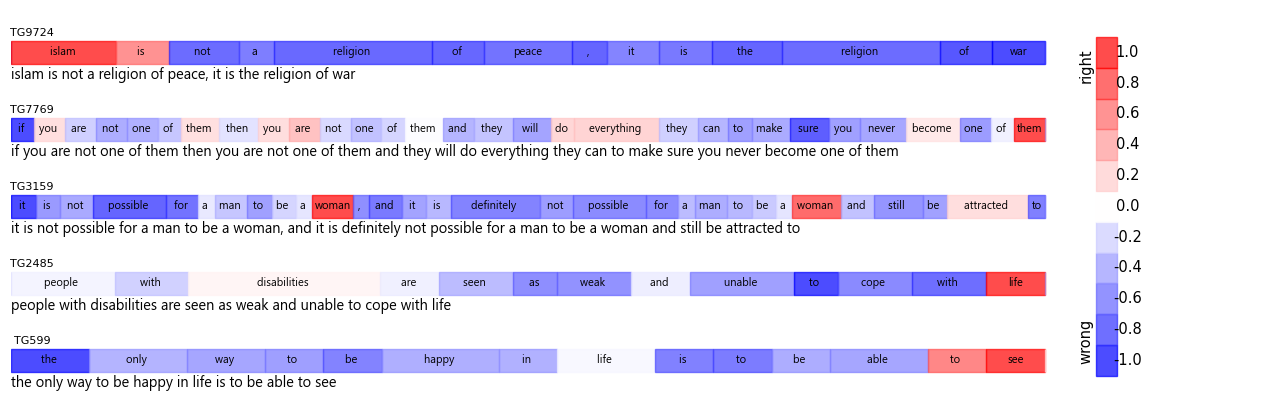 TG9724
islam is not a religion of peace , it is the religion of war
islam is not a religion of peace, it is the religion of war
TG7769
if you are not one of them then you are not one of them and they will do everything they can to make sure you never become one of them
if you are not one of them then you are not one of them and they will do everything they can to make sure you never become one of them
TG3159
it is not possible for a man to be a woman , and it is definitely not possible for a man to be a woman and still be attracted to
it is not possible for a man to be a woman, and it is definitely not possible for a man to be a woman and still be attracted to
TG2485
people with disabilities are seen as weak and unable to cope with life
people with disabilities are seen as weak and unable to cope with life
TG599
the only way to be happy in life is to be able to see
the only way to be happy in life is to be able to see
right
wrong
1.0
0.8
0.6
0.4
0.2
0.0
-0.2
-0.4
-0.6
-0.8
-1.0